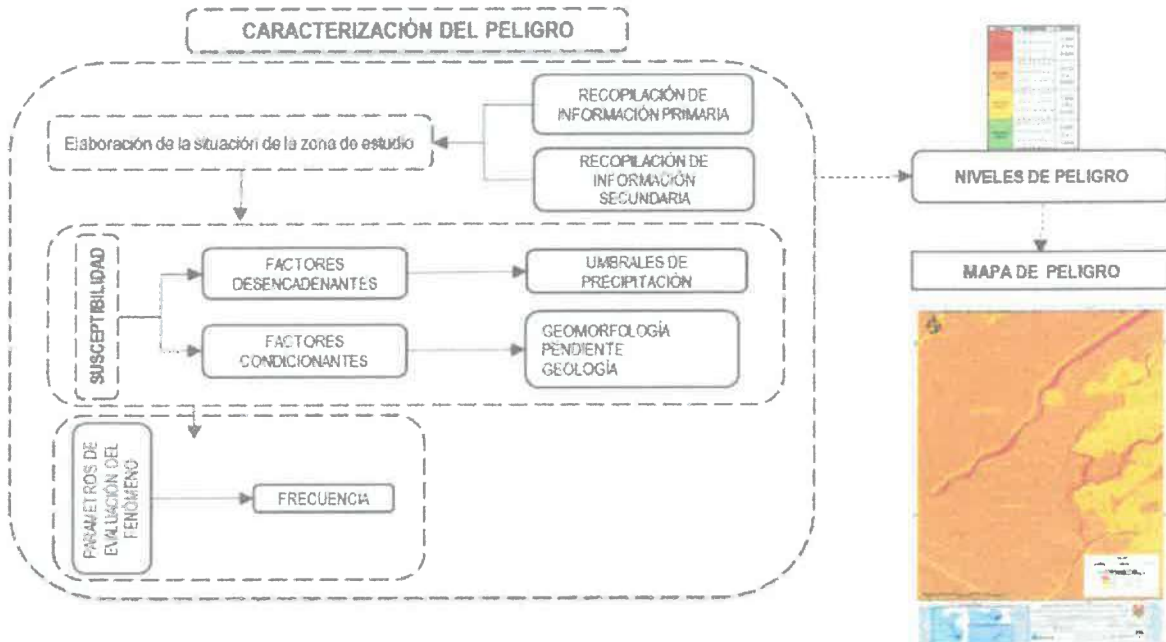 CARACTERIZACIÓN DEL PELIGRO
RECOPILACIÓN DE
INFORMACIÓN PRIMARIA
Elaboración de la situación de la zona de estudio
RECOPILACIÓN DE
INFORMACIÓN
SECUNDARIA
SUSCEPTIBILIDAD
FACTORES
DESENCADENANTES
UMBRALES DE
PRECIPITACIÓN
FACTORES
CONDICIONANTES
GEOMORFOLOGÍA
PENDIENTE
GEOLOGÍA
PARAMETROS DE
EVALUACIÓN DEL
FENÓMENO
FRECUENCIA
NIVELES DE PELIGRO
MAPA DE PELIGRO